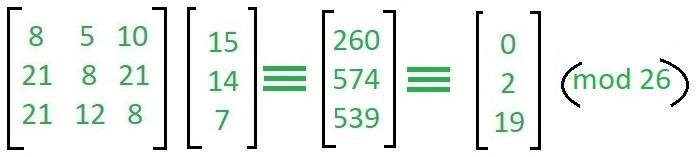 8 5 10 15 260 0
21 8 21 14 ≡ 574 ≡ 2 (mod 26)
21 12 8 7 539 19